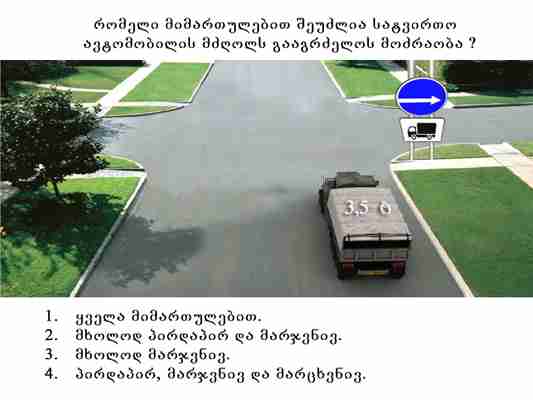 რომელი მიმართულებით შეუძლია სატვირთო
ავტომობილის მძღოლს გააგრძელოს მოძრაობა ?
3,5 ტ
1. ყველა მიმართულებით.
2. მხოლოდ პირდაპირ და მარჯვნივ.
3. მხოლოდ მარჯვნივ.
4. პირდაპირ, მარჯვნივ და მარცხენივ.